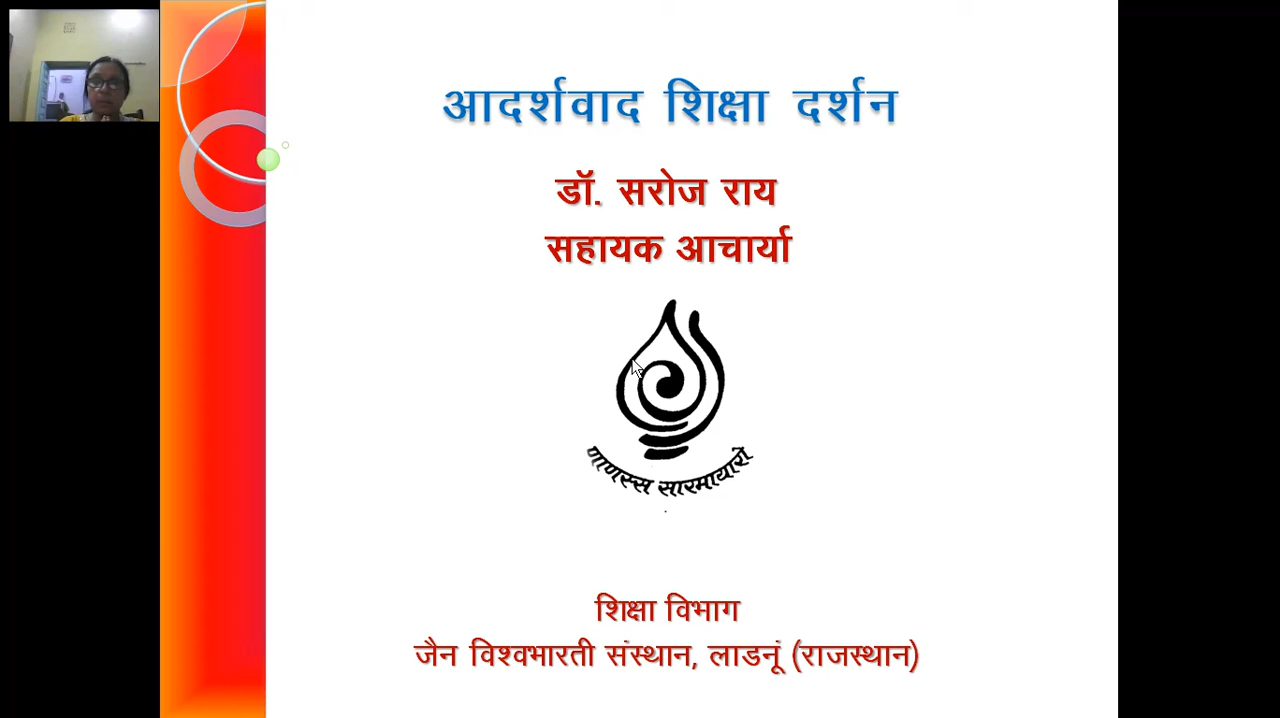 आदर्शवाद शिक्षा दर्शन
डॉ. सरोज राय
सहायक आचार्या
णाणस्स सारमायारो
शिक्षा विभाग
जैन विश्वभारती संस्थान, लाडनूं (राजस्थान)